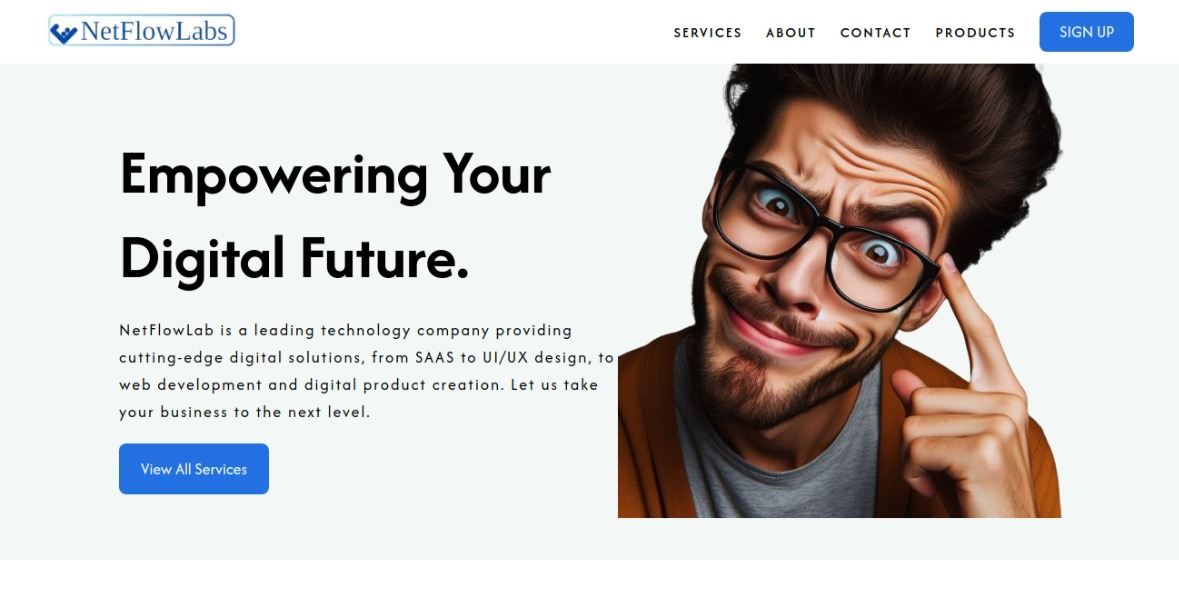 NetFlowLabs
SERVICES ABOUT CONTACT PRODUCTS SIGN UP
Empowering Your
Digital Future.
NetFlowLab is a leading technology company providing
cutting-edge digital solutions, from SAAS to UI/UX design, to
web development and digital product creation. Let us take
your business to the next level.
View All Services